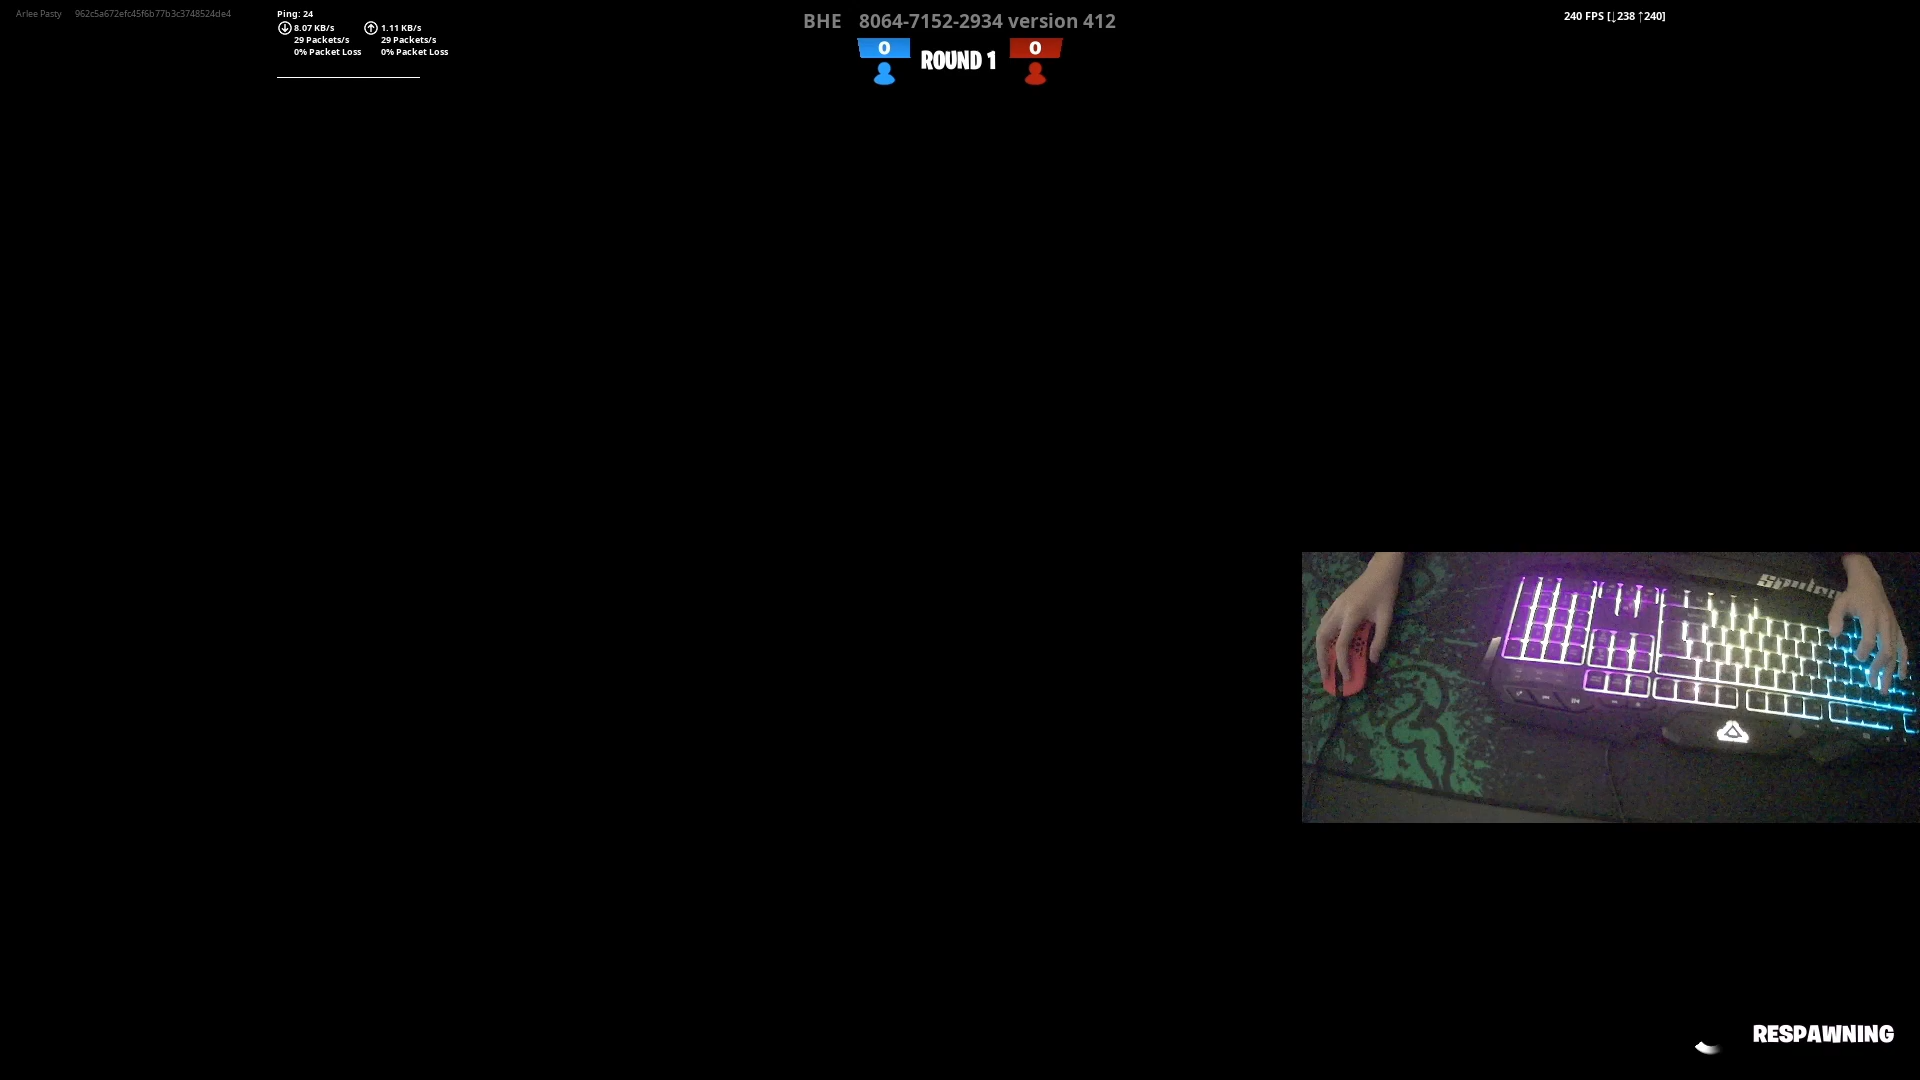 Arlee Pasty 962c5a672efc45f6b77b3c3748524de4
Ping: 24
8.07 KB/s 1.11 KB/s
29 Packets/s 29 Packets/s
0% Packet Loss 0% Packet Loss
BHE 8064-7152-2934 version 412
0 ROUND 1 0
240 FPS [↓238 ↑240]
RESPAWNING